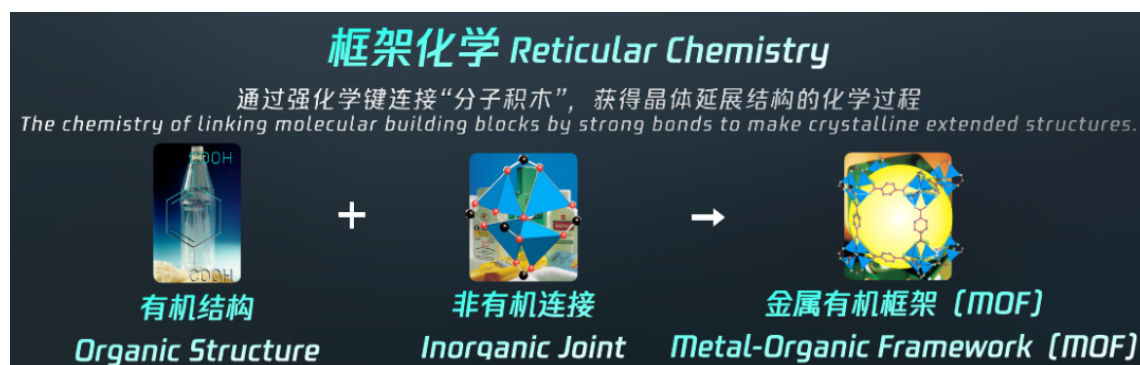 框架化学 Reticular Chemistry
通过强化学键连接“分子积木”，获得晶体延展结构的化学过程
The chemistry of linking molecular building blocks by strong bonds to make crystalline extended structures.
COOH
COOH
+
→
有机结构
非有机连接
金属有机框架（MOF）
Organic Structure
Inorganic Joint
Metal-Organic Framework (MOF)